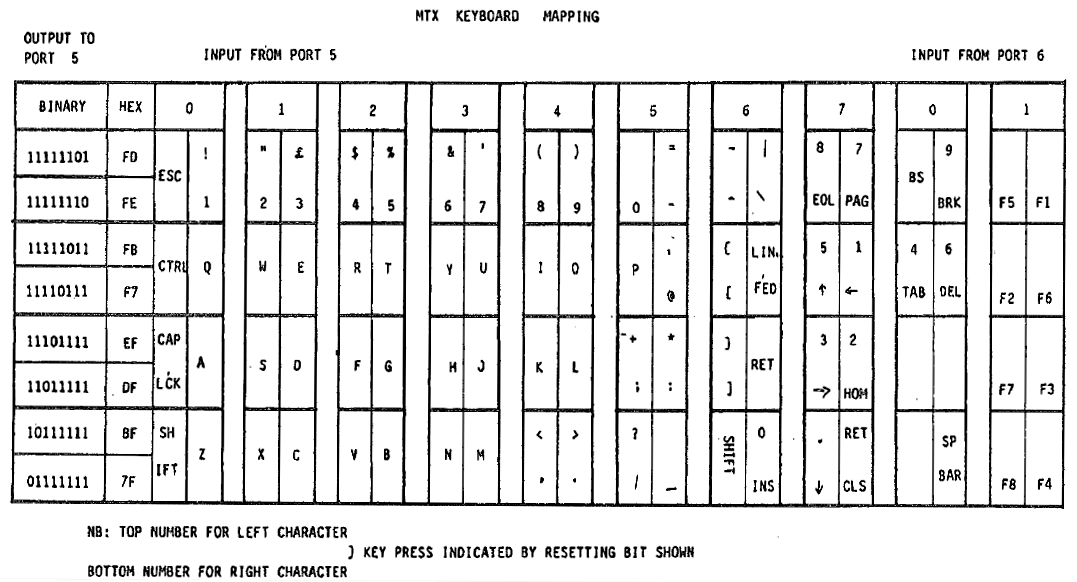 MTX KEYBOARD MAPPING
OUTPUT TO
PORT 5 INPUT FROM PORT 5 INPUT FROM PORT 6
BINARY HEX 0 1 2 3 4 5 6 7 0 1
11111101 FD ! " £ $ % & ' ( ) = - | 8 7 9
ESC BS
11111110 FE 1 2 3 4 5 6 7 8 9 0 - \ EOL PAG BRK F5 F1
11111011 FB { LIN. 5 1 4 6
CTRL Q W E R T Y U I O P
11110111 F7 @ [ FED ↑ ← TAB DEL F2 F6
11101111 EF CAP + * } 3 2
A S D F G H J K L RET
11011111 DF LCK ; : ] → HOM F7 F3
10111111 BF SH < > ? 0 . RET SP
Z X C V B N M SHIFT
01111111 7F IFT , . / _ INS ↓ CLS BAR F8 F4
NB: TOP NUMBER FOR LEFT CHARACTER
} KEY PRESS INDICATED BY RESETTING BIT SHOWN
BOTTOM NUMBER FOR RIGHT CHARACTER